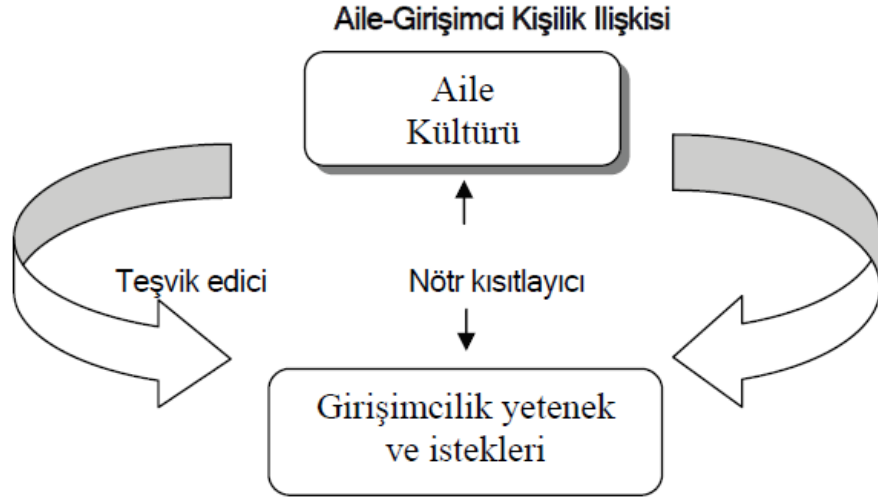 Aile-Girişimci Kişilik Ilişkisi
Aile
Kültürü
Teşvik edici
Nötr kısıtlayıcı
Girişimcilik yetenek
ve istekleri